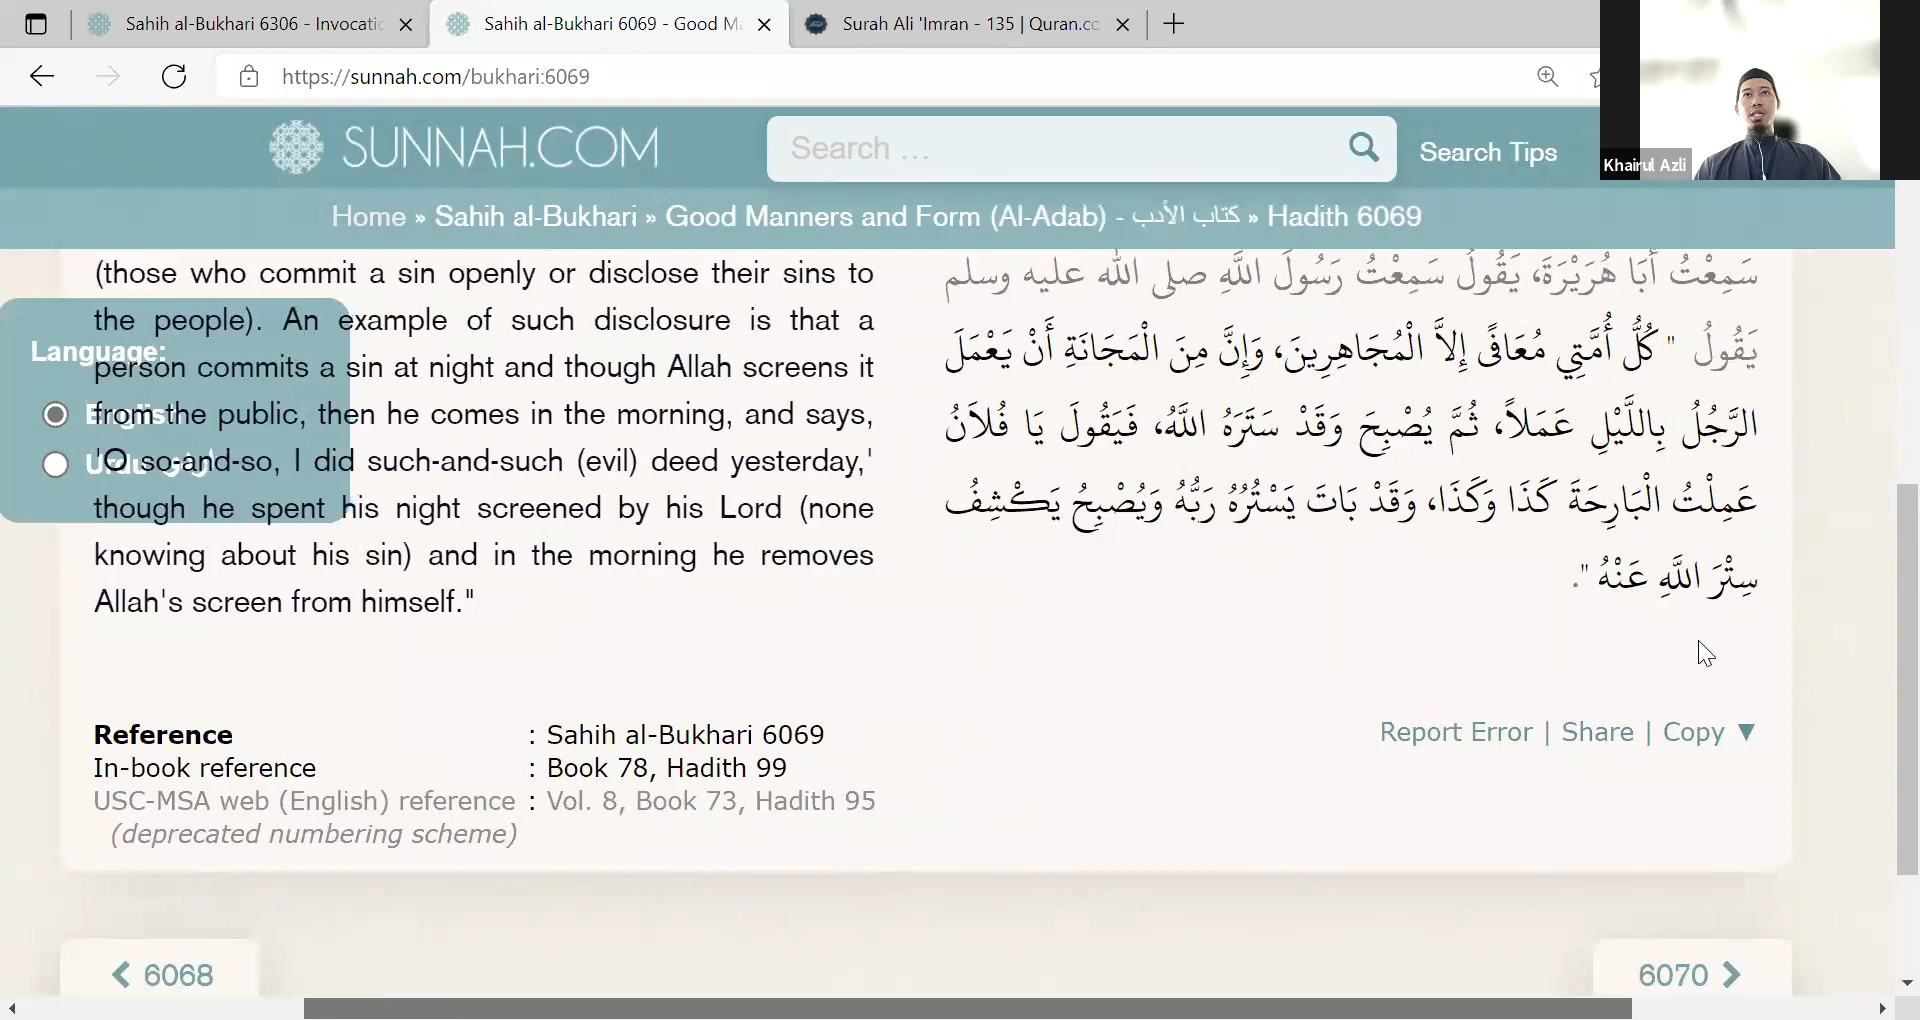 Sahih al-Bukhari 6306 - Invocatic
Sahih al-Bukhari 6069 - Good M
Surah Ali 'Imran - 135 | Quran.cc
https://sunnah.com/bukhari:6069
SUNNAH.COM
Search ...
Search Tips
Khairul Azli
Home » Sahih al-Bukhari » Good Manners and Form (Al-Adab) - كتاب الأدب » Hadith 6069
Language:
English
Urdu اردو
(those who commit a sin openly or disclose their sins to
the people). An example of such disclosure is that a
person commits a sin at night and though Allah screens it
from the public, then he comes in the morning, and says,
'O so-and-so, I did such-and-such (evil) deed yesterday,'
though he spent his night screened by his Lord (none
knowing about his sin) and in the morning he removes
Allah's screen from himself."
سَمِعْتُ أَبَا هُرَيْرَةَ، يَقُولُ سَمِعْتُ رَسُولَ اللَّهِ صلى الله عليه وسلم
يَقُولُ " كُلُّ أُمَّتِي مُعَافًى إِلاَّ الْمُجَاهِرِينَ، وَإِنَّ مِنَ الْمَجَانَةِ أَنْ يَعْمَلَ
الرَّجُلُ بِاللَّيْلِ عَمَلاً، ثُمَّ يُصْبِحَ وَقَدْ سَتَرَهُ اللَّهُ، فَيَقُولَ يَا فُلاَنُ
عَمِلْتُ الْبَارِحَةَ كَذَا وَكَذَا، وَقَدْ بَاتَ يَسْتُرُهُ رَبُّهُ وَيُصْبِحُ يَكْشِفُ
سِتْرَ اللَّهِ عَنْهُ ".
Reference : Sahih al-Bukhari 6069
In-book reference : Book 78, Hadith 99
USC-MSA web (English) reference : Vol. 8, Book 73, Hadith 95
(deprecated numbering scheme)
Report Error | Share | Copy ▼
6068
6070